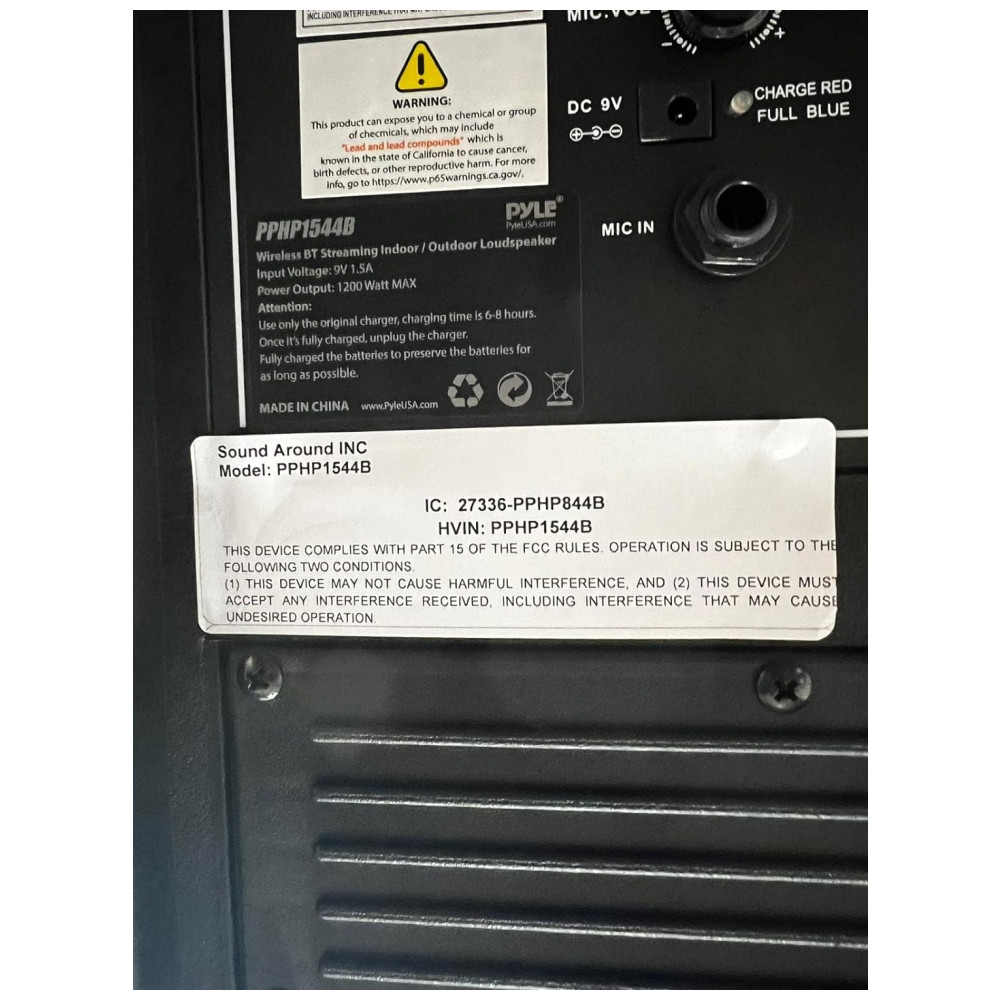 INCLUDING INTERFERENCE THAT
MIC.VOL
- +
WARNING:
This product can expose you to a chemical or group
of checmicals, which may include
"Lead and lead compounds" which is
known in the state of California to cause cancer,
birth defects, or other reproductive harm. For more
info, go to https://www.p65warnings.ca.gov/.
DC 9V
CHARGE RED
FULL BLUE
MIC IN
PPHP1544B
PYLE®
PyleUSA.com
Wireless BT Streaming Indoor / Outdoor Loudspeaker
Input Voltage: 9V 1.5A
Power Output: 1200 Watt MAX
Attention:
Use only the original charger, charging time is 6-8 hours.
Once it's fully charged, unplug the charger.
Fully charged the batteries to preserve the batteries for
as long as possible.
MADE IN CHINA www.PyleUSA.com
Sound Around INC
Model: PPHP1544B
IC: 27336-PPHP844B
HVIN: PPHP1544B
THIS DEVICE COMPLIES WITH PART 15 OF THE FCC RULES. OPERATION IS SUBJECT TO THE
FOLLOWING TWO CONDITIONS.
(1) THIS DEVICE MAY NOT CAUSE HARMFUL INTERFERENCE, AND (2) THIS DEVICE MUST
ACCEPT ANY INTERFERENCE RECEIVED, INCLUDING INTERFERENCE THAT MAY CAUSE
UNDESIRED OPERATION.